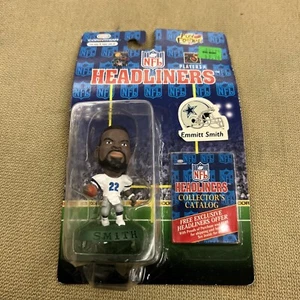 NFL
PLAYERS
HEADLINERS
Emmitt Smith
22
SMITH
NFL
HEADLINERS
COLLECTOR'S
CATALOG
FREE EXCLUSIVE
HEADLINERS OFFER